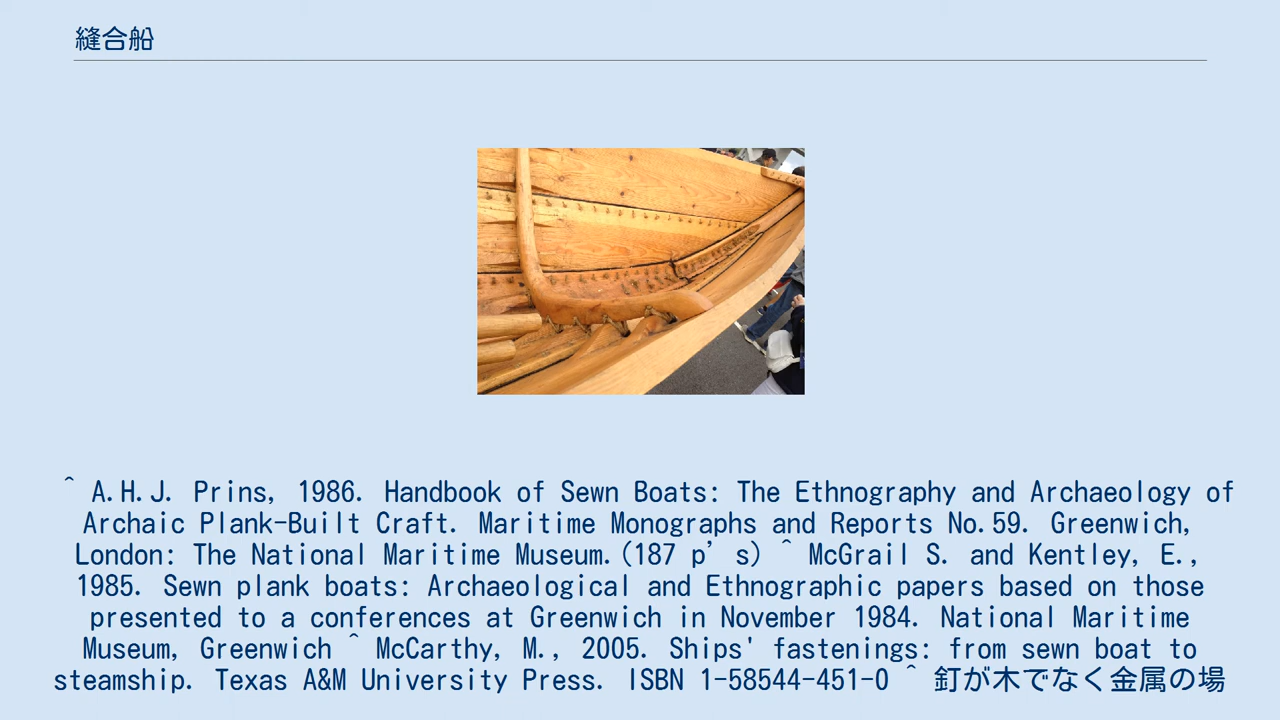 縫合船
^ A.H.J. Prins, 1986. Handbook of Sewn Boats: The Ethnography and Archaeology of
Archaic Plank-Built Craft. Maritime Monographs and Reports No.59. Greenwich,
London: The National Maritime Museum.(187 p’s) ^ McGrail S. and Kentley, E.,
1985. Sewn plank boats: Archaeological and Ethnographic papers based on those
presented to a conferences at Greenwich in November 1984. National Maritime
Museum, Greenwich ^ McCarthy, M., 2005. Ships' fastenings: from sewn boat to
steamship. Texas A&M University Press. ISBN 1-58544-451-0 ^ 釘が木でなく金属の場